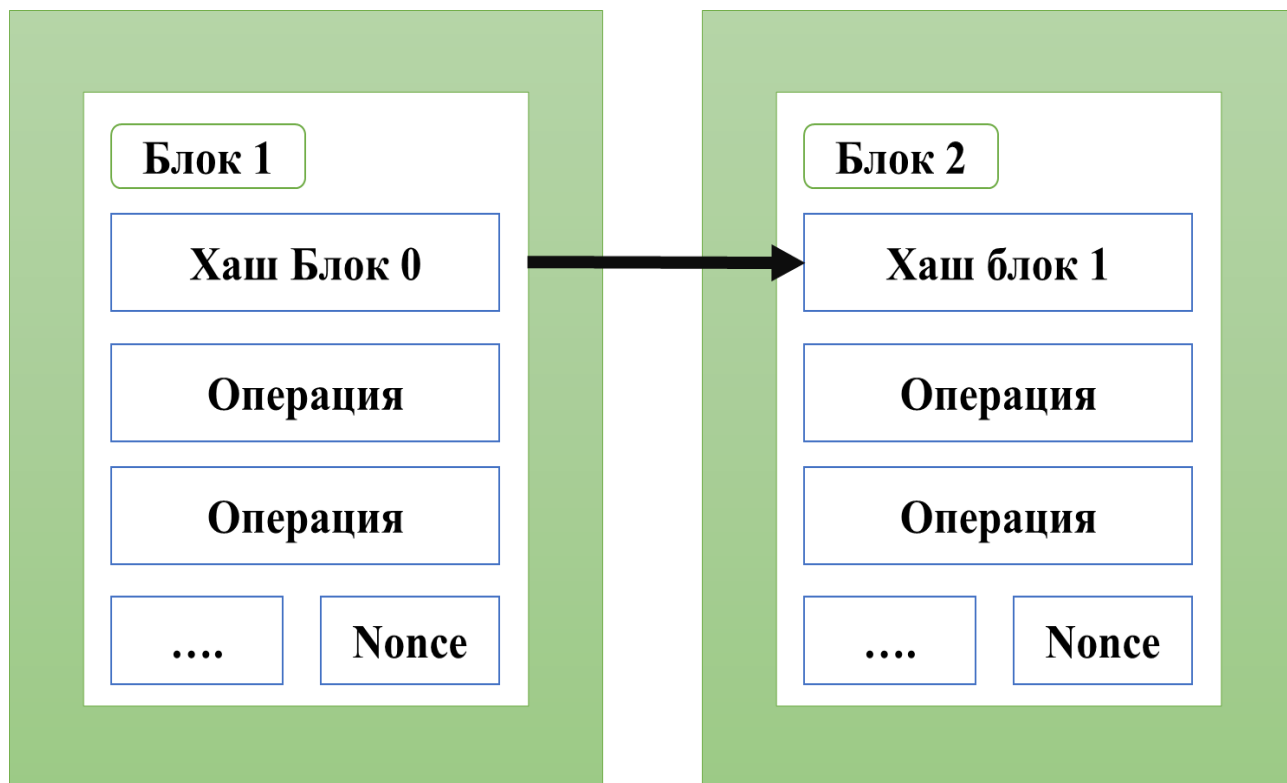 Блок 1
Хаш Блок 0
Операция
Операция
….
Nonce
Блок 2
Хаш блок 1
Операция
Операция
….
Nonce